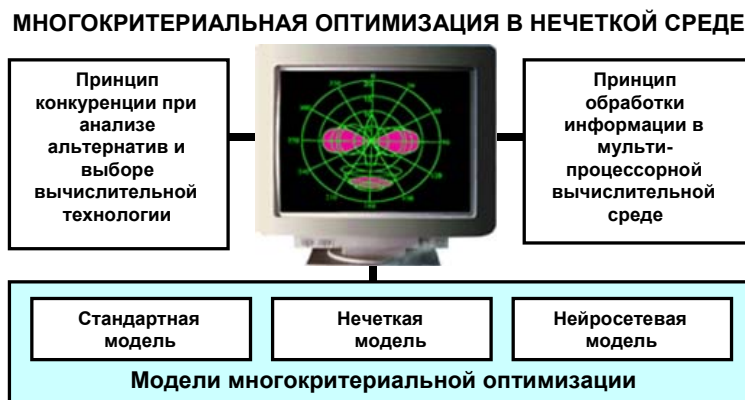 МНОГОКРИТЕРИАЛЬНАЯ ОПТИМИЗАЦИЯ В НЕЧЕТКОЙ СРЕДЕ
Принцип
конкуренции при
анализе
альтернатив и
выборе
вычислительной
технологии
Принцип
обработки
информации в
мульти-
процессорной
вычислительной
среде
Стандартная
модель
Нечеткая
модель
Нейросетевая
модель
Модели многокритериальной оптимизации